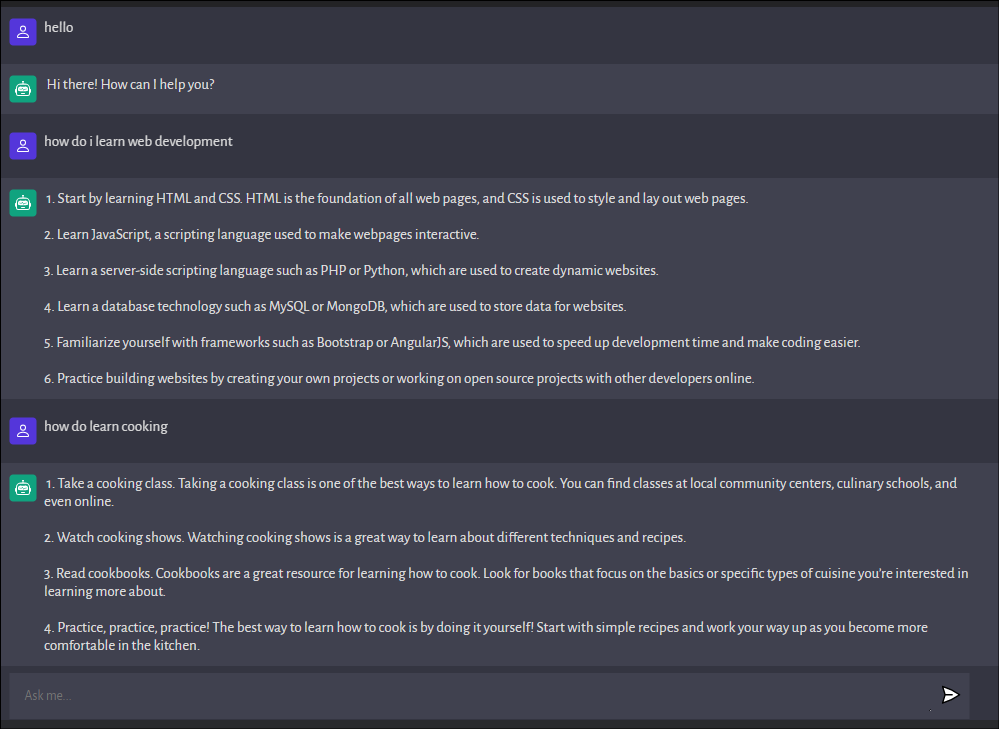 hello
Hi there! How can I help you?
how do i learn web development
1. Start by learning HTML and CSS. HTML is the foundation of all web pages, and CSS is used to style and lay out web pages.
2. Learn JavaScript, a scripting language used to make webpages interactive.
3. Learn a server-side scripting language such as PHP or Python, which are used to create dynamic websites.
4. Learn a database technology such as MySQL or MongoDB, which are used to store data for websites.
5. Familiarize yourself with frameworks such as Bootstrap or AngularJS, which are used to speed up development time and make coding easier.
6. Practice building websites by creating your own projects or working on open source projects with other developers online.
how do learn cooking
1. Take a cooking class. Taking a cooking class is one of the best ways to learn how to cook. You can find classes at local community centers, culinary schools, and
even online.
2. Watch cooking shows. Watching cooking shows is a great way to learn about different techniques and recipes.
3. Read cookbooks. Cookbooks are a great resource for learning how to cook. Look for books that focus on the basics or specific types of cuisine you're interested in
learning more about.
4. Practice, practice, practice! The best way to learn how to cook is by doing it yourself! Start with simple recipes and work your way up as you become more
comfortable in the kitchen.
Ask me...